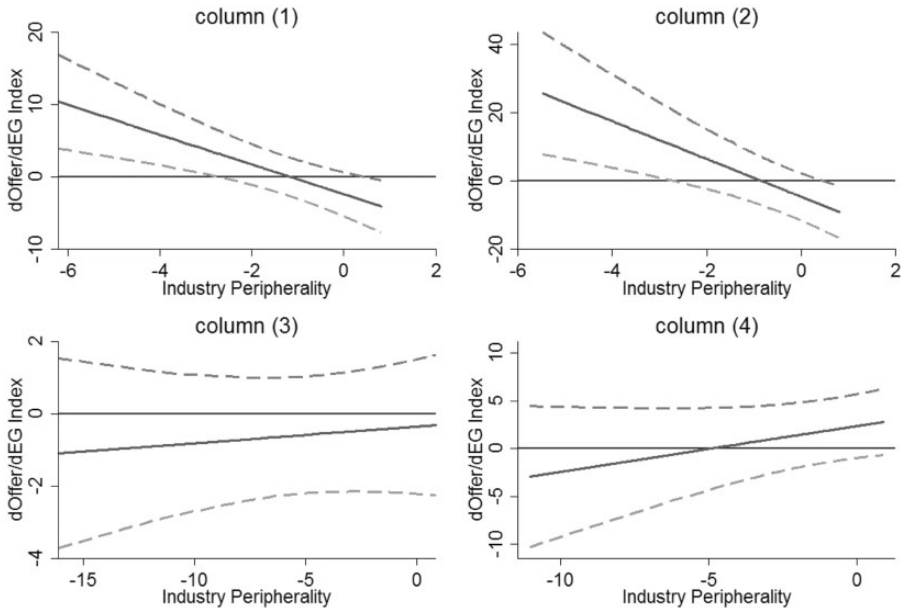 column (1)
dOffer/dEG Index
20
10
0
-10
-6
-4
-2
0
2
Industry Peripherality
column (2)
dOffer/dEG Index
40
20
0
-20
-6
-4
-2
0
2
Industry Peripherality
column (3)
dOffer/dEG Index
2
0
-2
-4
-15
-10
-5
0
Industry Peripherality
column (4)
dOffer/dEG Index
10
5
0
-5
-10
-10
-5
0
Industry Peripherality